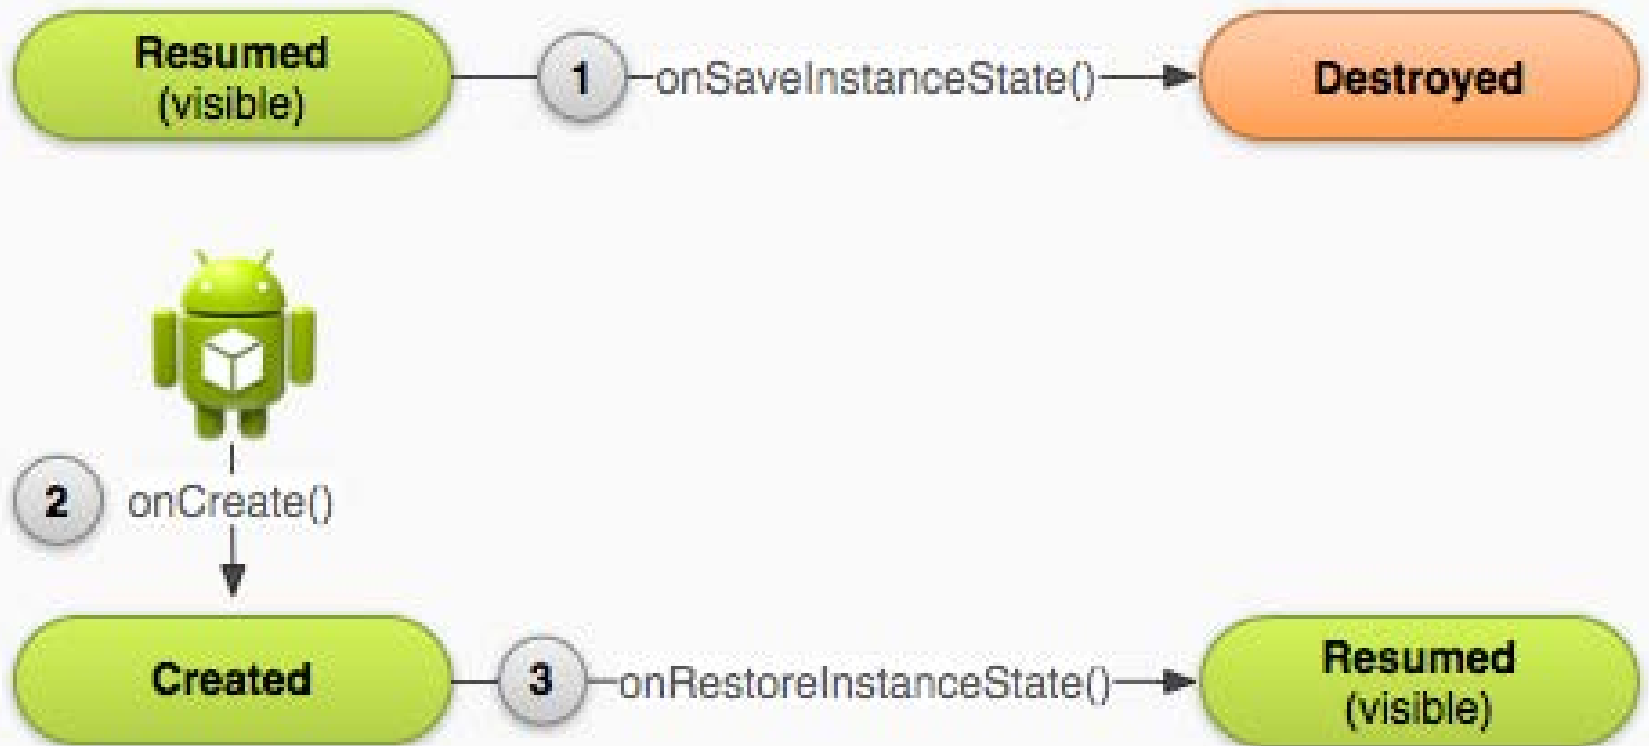 Resumed
(visible)
1
onSaveInstanceState()
Destroyed
2
onCreate()
Created
3
onRestoreInstanceState()
Resumed
(visible)